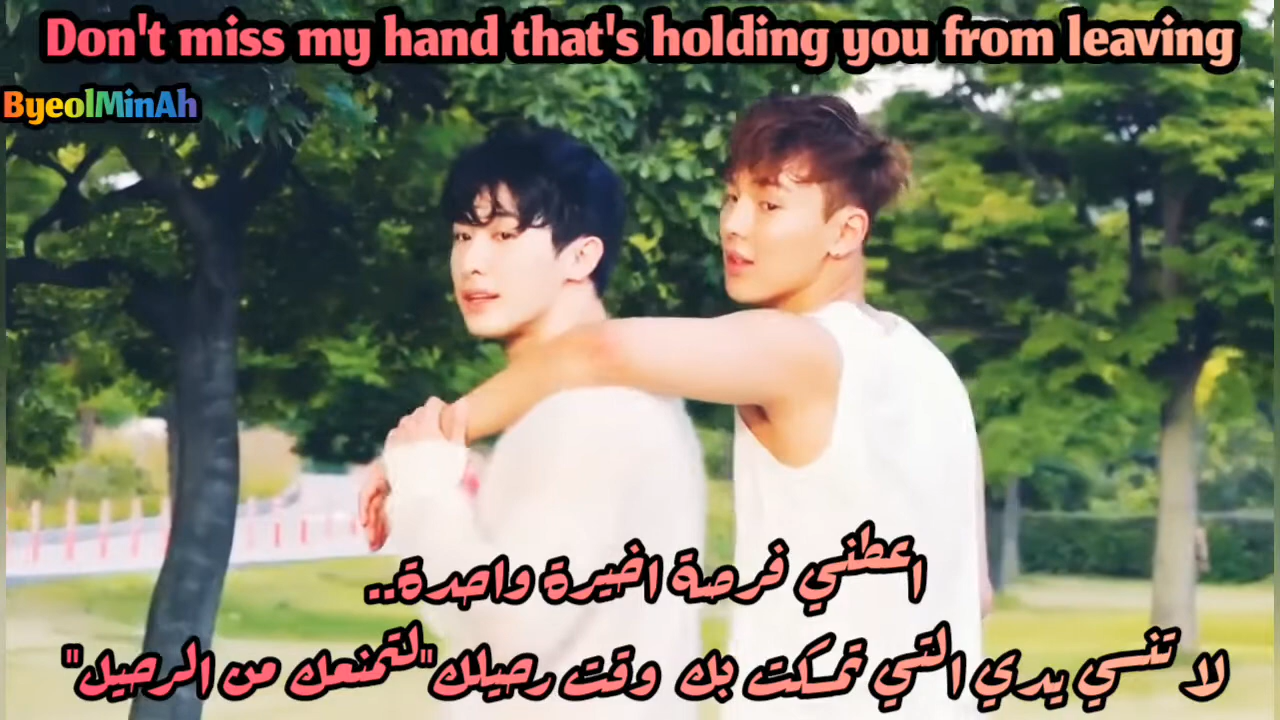 Don't miss my hand that's holding you from leaving
ByeolMinAh
اعطني فرصة اخيرة واحدة..
لا تنسي يدي التي تمكت بك وقت رحيلك "لتمنعك من الرحيل"